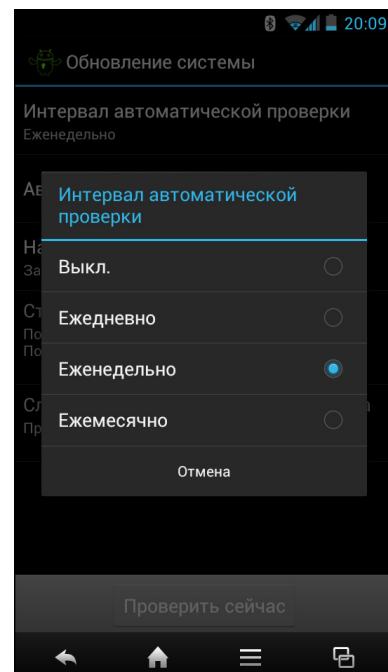 20:09
Обновление системы
Интервал автоматической проверки
Еженедельно
Интервал автоматической
проверки
Выкл.
Ежедневно
Еженедельно
Ежемесячно
Отмена
Проверить сейчас